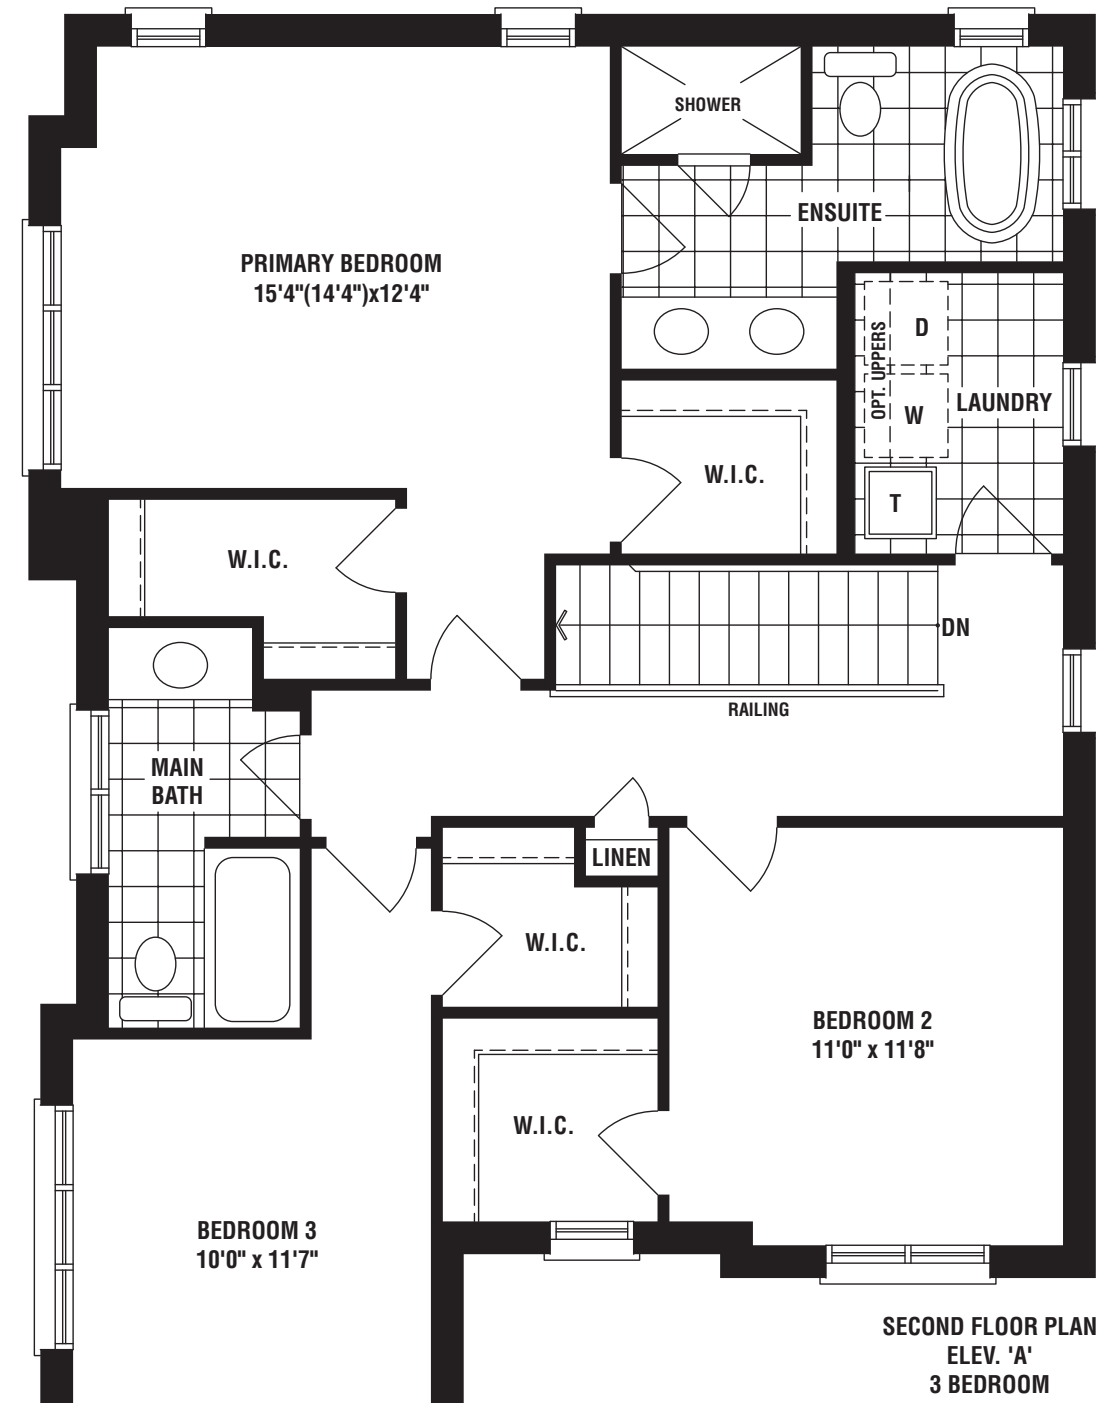 SHOWER
ENSUITE
PRIMARY BEDROOM
15'4"(14'4")x12'4"
OPT. UPPERS
D
W
LAUNDRY
T
W.I.C.
W.I.C.
DN
RAILING
MAIN
BATH
LINEN
W.I.C.
BEDROOM 2
11'0" x 11'8"
W.I.C.
BEDROOM 3
10'0" x 11'7"
SECOND FLOOR PLAN
ELEV. 'A'
3 BEDROOM